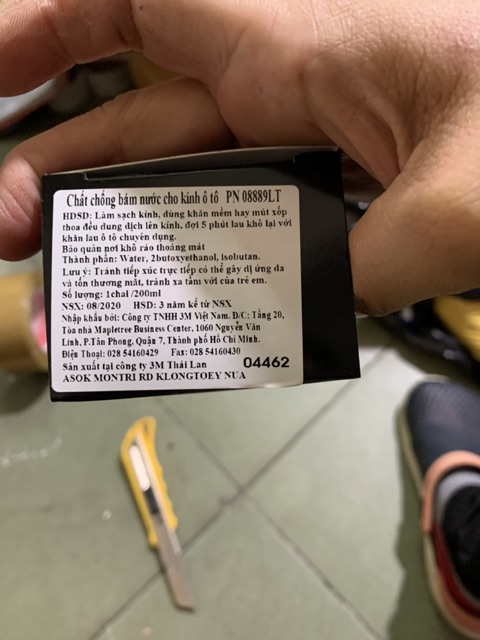 Chất chống bám nước cho kính ô tô PN 08889LT
HDSD: Làm sạch kính, dùng khăn mềm hay mút xốp
thoa đều dung dịch lên kính, đợi 5 phút lau khô lại với
khăn lau ô tô chuyên dụng.
Bảo quản nơi khô ráo thoáng mát
Thành phần: Water, 2butoxyethanol, isobutan.
Lưu ý: Tránh tiếp xúc trực tiếp có thể gây dị ứng da
và tổn thương mắt, tránh xa tầm với của trẻ em.
Số lượng: 1chai /200ml
NSX: 08/2020 HSD: 3 năm kể từ NSX
Nhập khẩu bởi: Công ty TNHH 3M Việt Nam. Đ/C: Tầng 20,
Tòa nhà Mapletree Business Center, 1060 Nguyễn Văn
Linh, P.Tân Phong. Quận 7, Thành phố Hồ Chí Minh.
Điện Thoại: 028 54160429 Fax: 028 54160430
Sản xuất tại công ty 3M Thái Lan 04462
ASOK MONTRI RD KLONGTOEY NUA